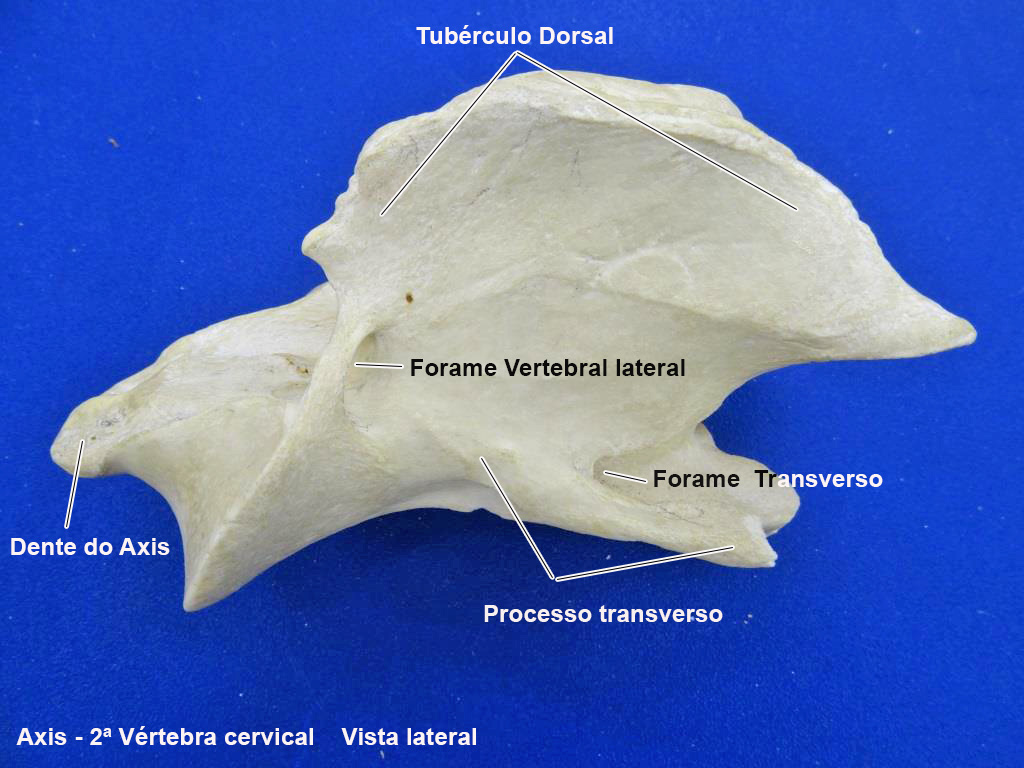 Tubérculo Dorsal
Forame Vertebral lateral
Forame Transverso
Dente do Axis
Processo transverso
Axis - 2ª Vértebra cervical Vista lateral